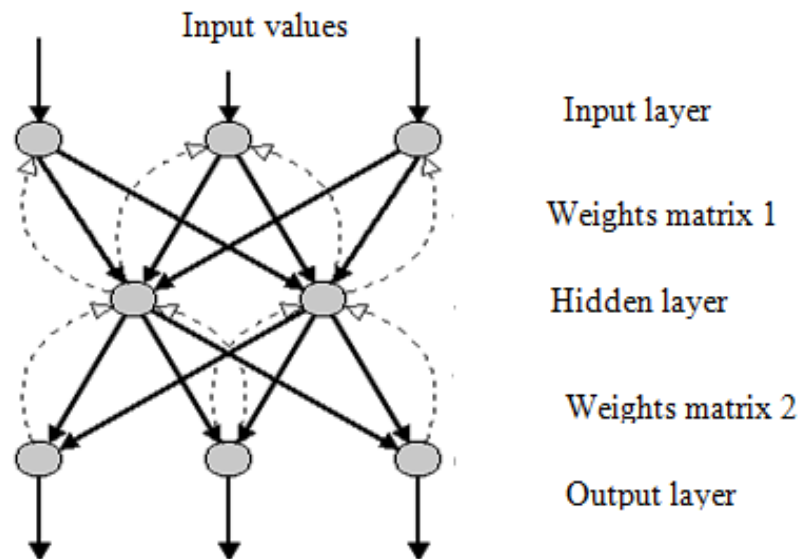 Input values
Input layer
Weights matrix 1
Hidden layer
Weights matrix 2
Output layer